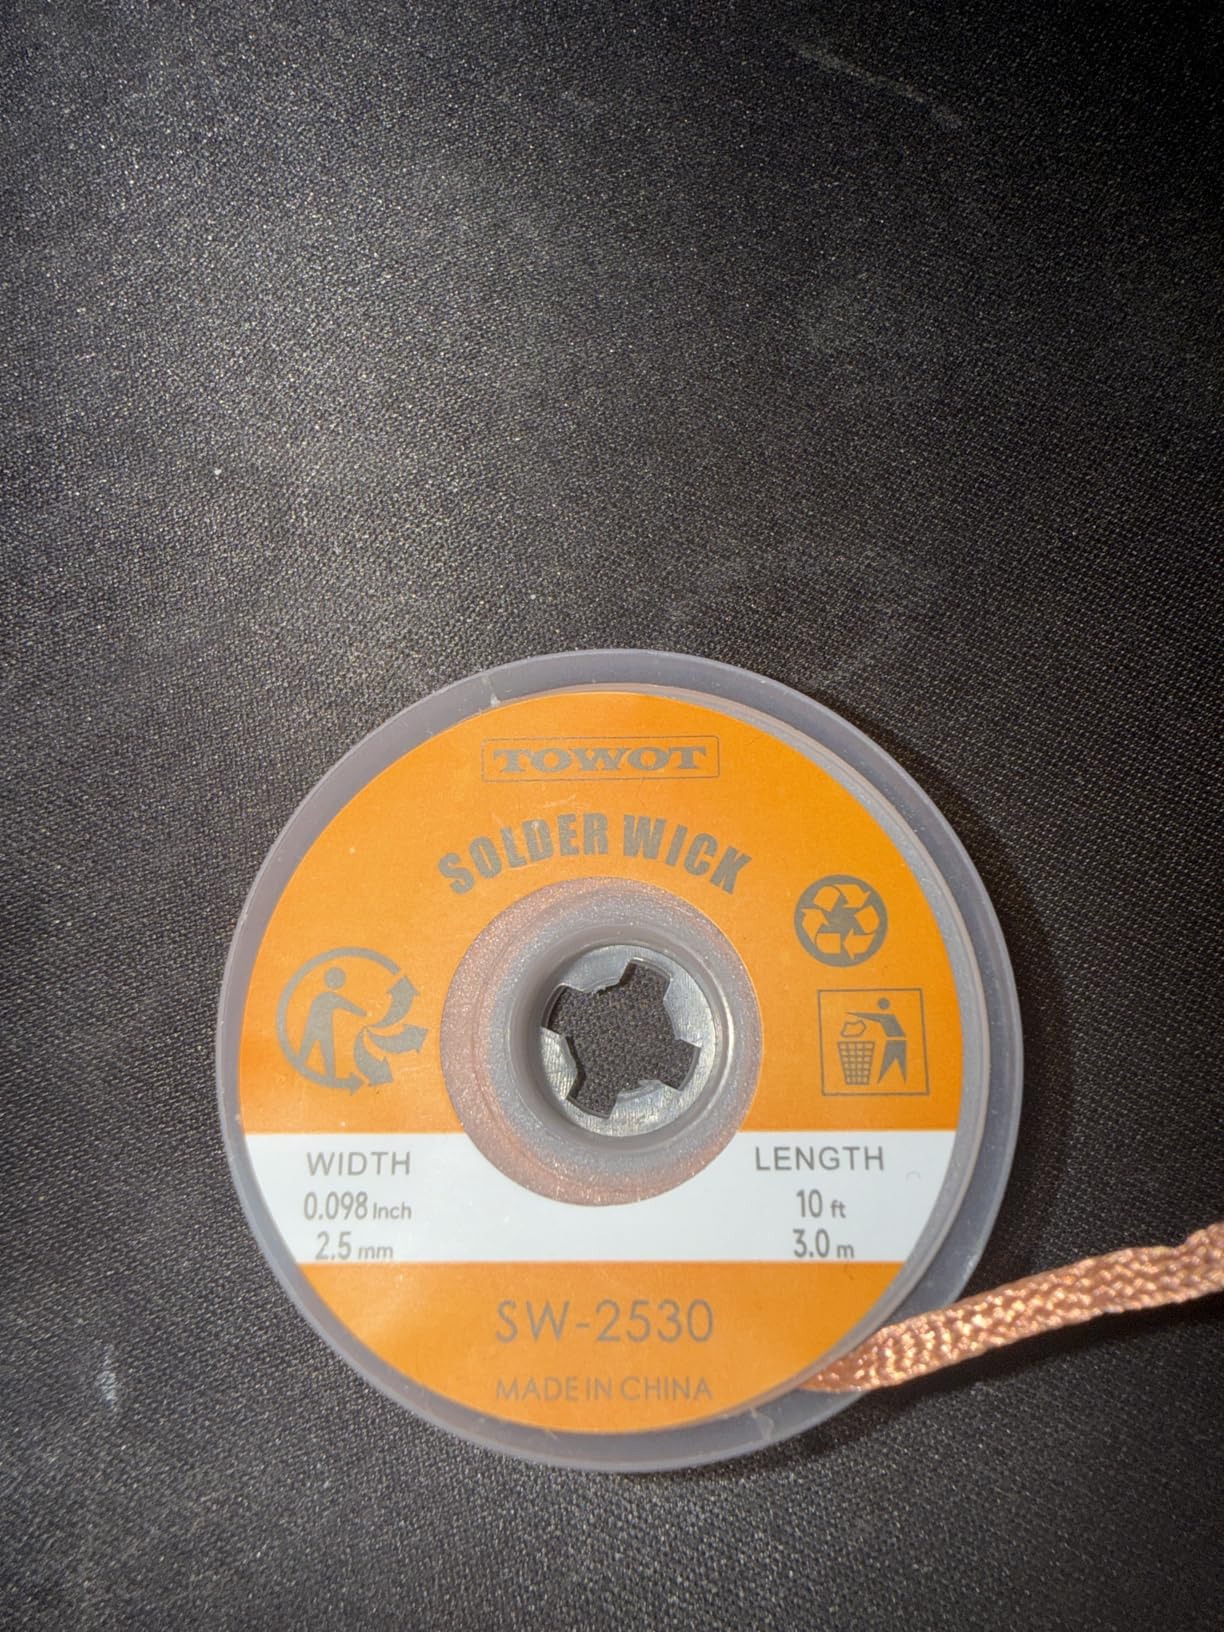 TOWOT
SOLDER WICK
WIDTH
0.098 Inch
2.5 mm
LENGTH
10 ft
3.0 m
SW-2530
MADE IN CHINA